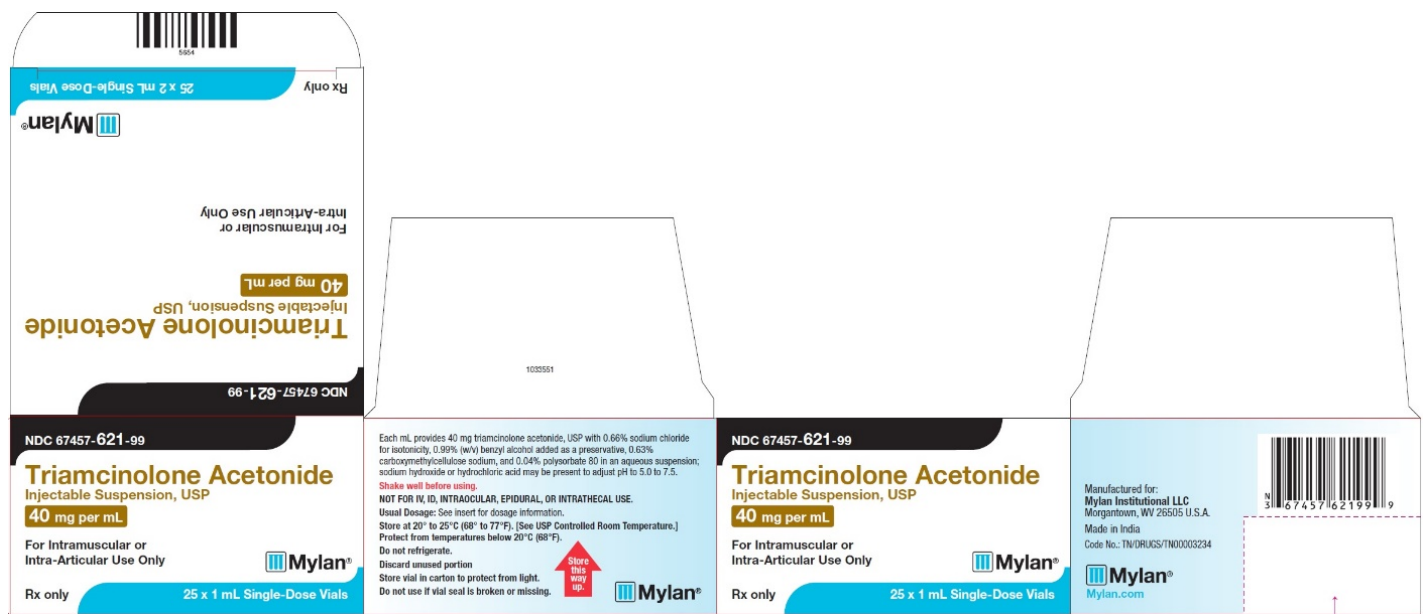 5654
Rx only
25 x 2 mL Single-Dose Vials
Mylan®
For Intramuscular or
Intra-Articular Use Only
40 mg per mL
Injectable Suspension, USP
Triamcinolone Acetonide
NDC 67457-621-99
1033551
NDC 67457-621-99
Triamcinolone Acetonide
Injectable Suspension, USP
40 mg per mL
For Intramuscular or
Intra-Articular Use Only
Mylan®
Rx only
25 x 1 mL Single-Dose Vials
Each mL provides 40 mg triamcinolone acetonide, USP with 0.66% sodium chloride
for isotonicity, 0.99% (w/v) benzyl alcohol added as a preservative, 0.63%
carboxymethylcellulose sodium, and 0.04% polysorbate 80 in an aqueous suspension;
sodium hydroxide or hydrochloric acid may be present to adjust pH to 5.0 to 7.5.
Shake well before using.
NOT FOR IV, ID, INTRAOCULAR, EPIDURAL, OR INTRATHECAL USE.
Usual Dosage: See insert for dosage information.
Store at 20° to 25°C (68° to 77°F). [See USP Controlled Room Temperature.]
Protect from temperatures below 20°C (68°F).
Do not refrigerate.
Discard unused portion
Store vial in carton to protect from light.
Do not use if vial seal is broken or missing.
Store
this
way
up.
Mylan®
NDC 67457-621-99
Triamcinolone Acetonide
Injectable Suspension, USP
40 mg per mL
For Intramuscular or
Intra-Articular Use Only
Mylan®
Rx only
25 x 1 mL Single-Dose Vials
Manufactured for:
Mylan Institutional LLC
Morgantown, WV 26505 U.S.A.
Made in India
Code No.: TN/DRUGS/TN00003234
Mylan®
Mylan.com
N
3 67457 62199 9